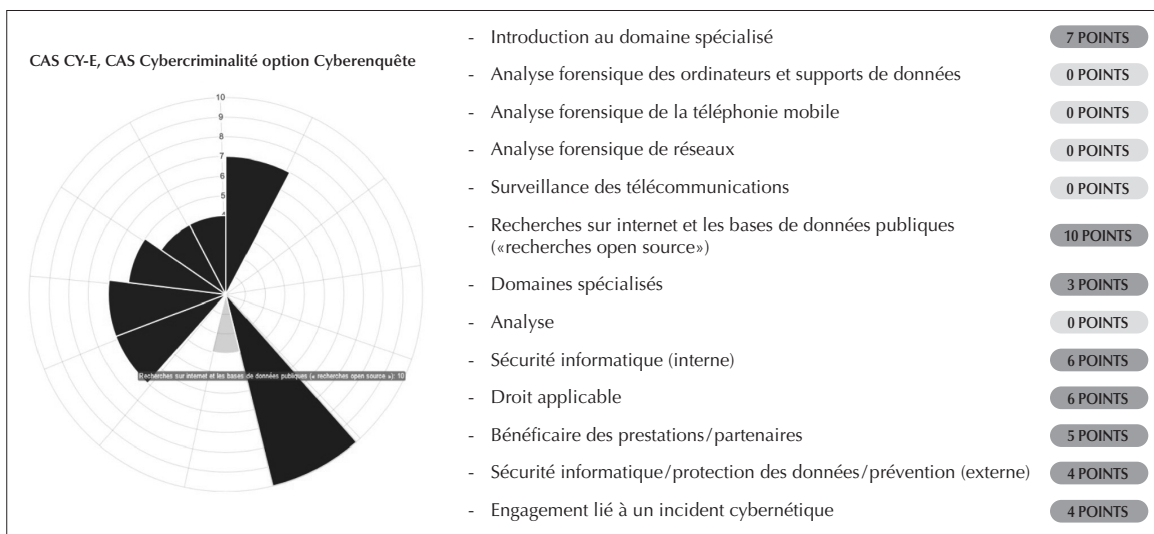 CAS CY-E, CAS Cybercriminalité option Cyberenquête
10
9
8
7
6
5
4
Recherches sur internet et les bases de données publiques (« recherches open source »): 10
- Introduction au domaine spécialisé 7 POINTS
- Analyse forensique des ordinateurs et supports de données 0 POINTS
- Analyse forensique de la téléphonie mobile 0 POINTS
- Analyse forensique de réseaux 0 POINTS
- Surveillance des télécommunications 0 POINTS
- Recherches sur internet et les bases de données publiques
(«recherches open source») 10 POINTS
- Domaines spécialisés 3 POINTS
- Analyse 0 POINTS
- Sécurité informatique (interne) 6 POINTS
- Droit applicable 6 POINTS
- Bénéficaire des prestations/partenaires 5 POINTS
- Sécurité informatique/protection des données/prévention (externe) 4 POINTS
- Engagement lié à un incident cybernétique 4 POINTS